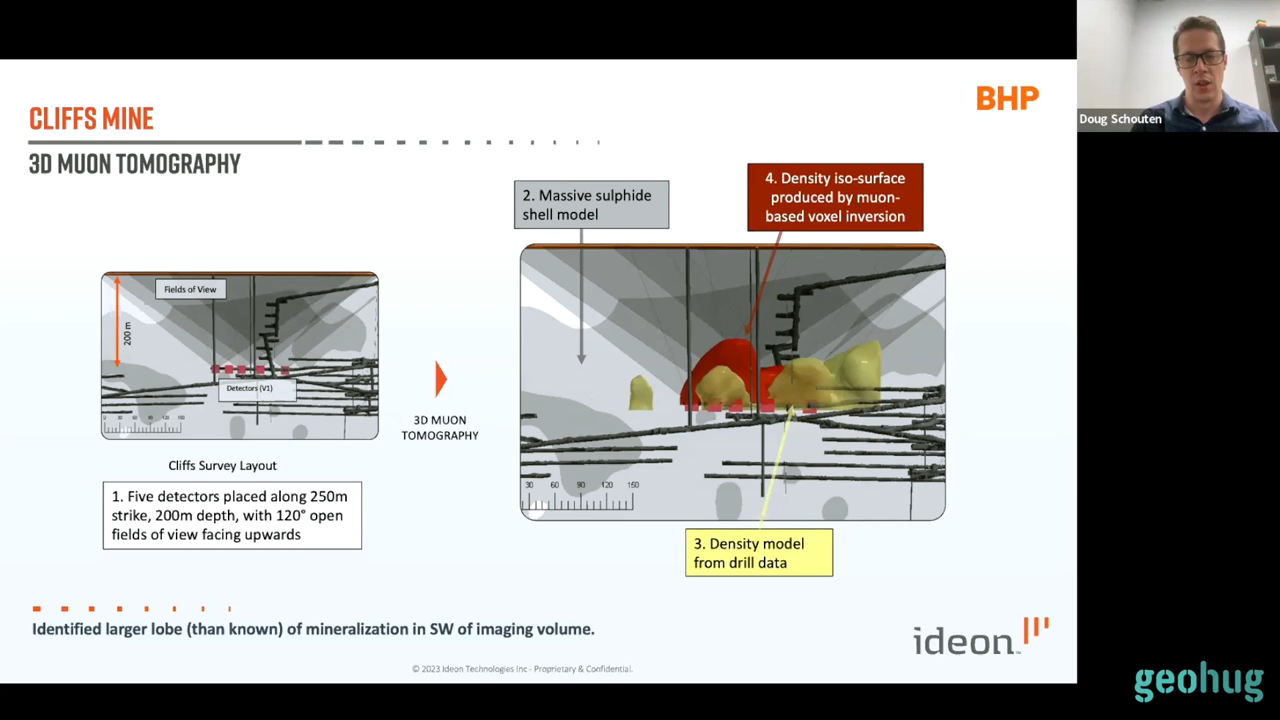 BHP
CLIFFS MINE
3D MUON TOMOGRAPHY
Doug Schouten
2. Massive sulphide
shell model
4. Density iso-surface
produced by muon-
based voxel inversion
Fields of View
200 m
Detectors (V1)
Cliffs Survey Layout
3D MUON
TOMOGRAPHY
1. Five detectors placed along 250m
strike, 200m depth, with 120° open
fields of view facing upwards
30 60 90 120 150
3. Density model
from drill data
Identified larger lobe (than known) of mineralization in SW of imaging volume.
ideon
© 2023 Ideon Technologies Inc - Proprietary & Confidential.
geohug